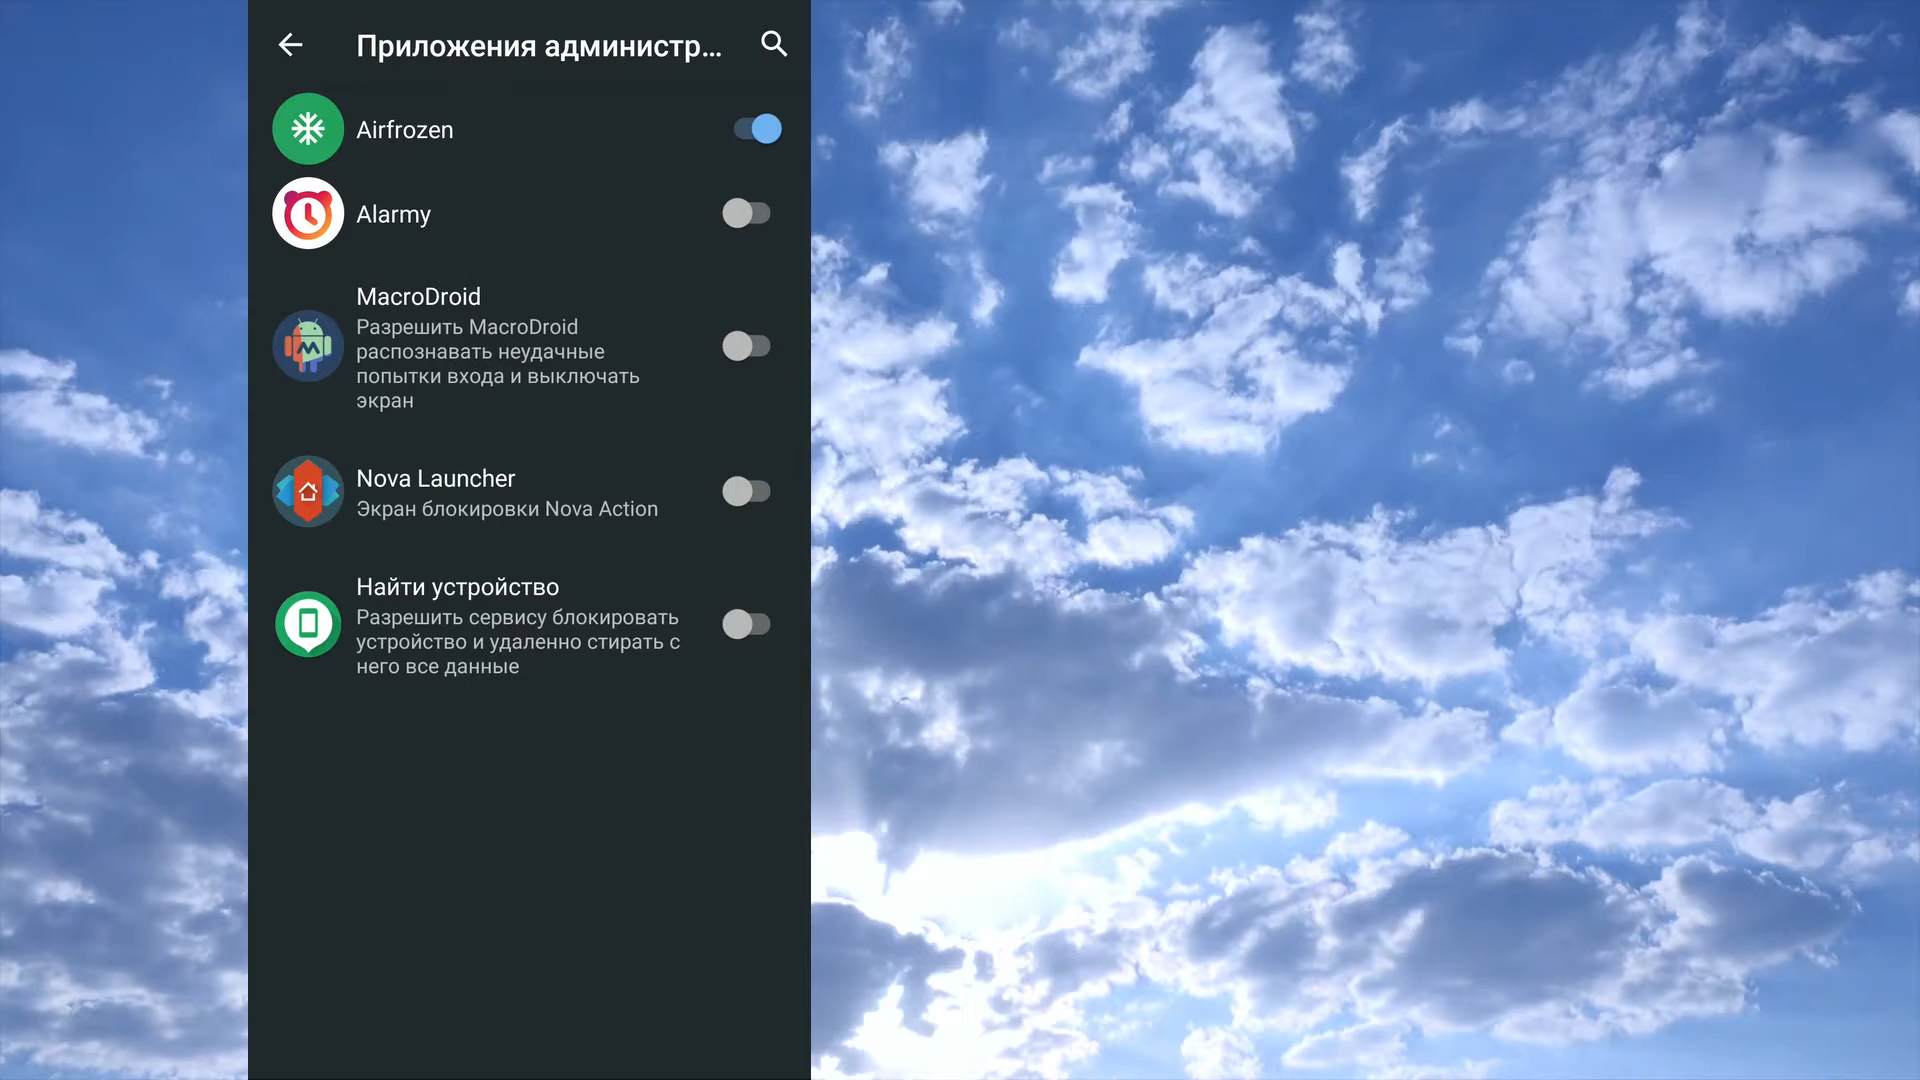 Приложения администр...
Airfrozen
Alarmy
MacroDroid
Разрешить MacroDroid
распознавать неудачные
попытки входа и выключать
экран
Nova Launcher
Экран блокировки Nova Action
Найти устройство
Разрешить сервису блокировать
устройство и удаленно стирать с
него все данные